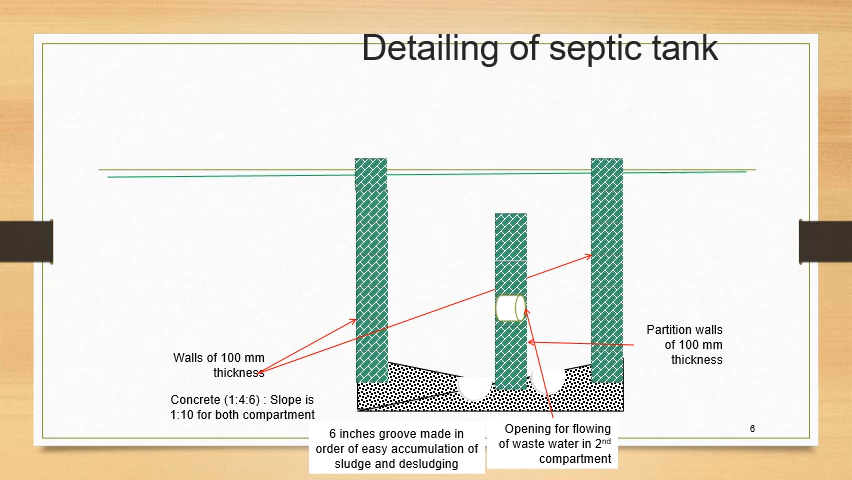 Detailing of septic tank
Walls of 100 mm
thickness
Concrete (1:4:6) : Slope is
1:10 for both compartment
6 inches groove made in
order of easy accumulation of
sludge and desludging
Opening for flowing
of waste water in 2nd
compartment
Partition walls
of 100 mm
thickness
6